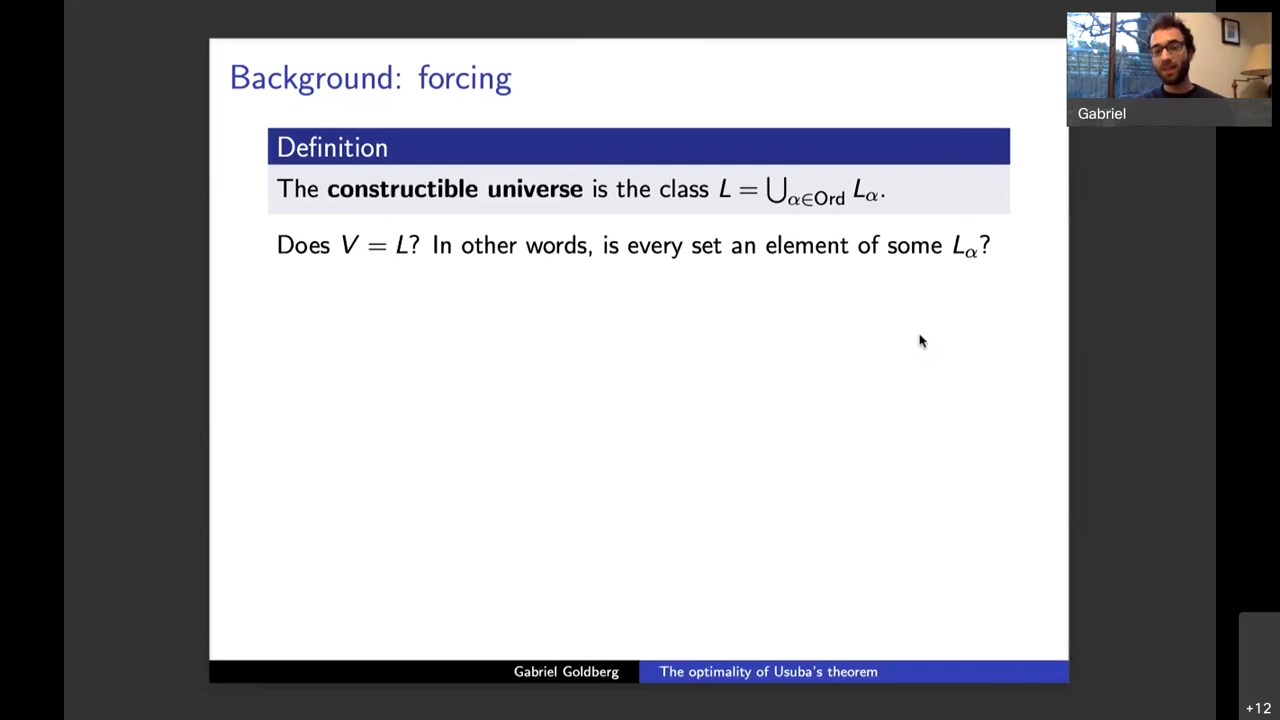 Background: forcing
Gabriel
Definition
The constructible universe is the class L = ⋃α∈Ord Lα.
Does V = L? In other words, is every set an element of some Lα?
Gabriel Goldberg
The optimality of Usuba's theorem
+12